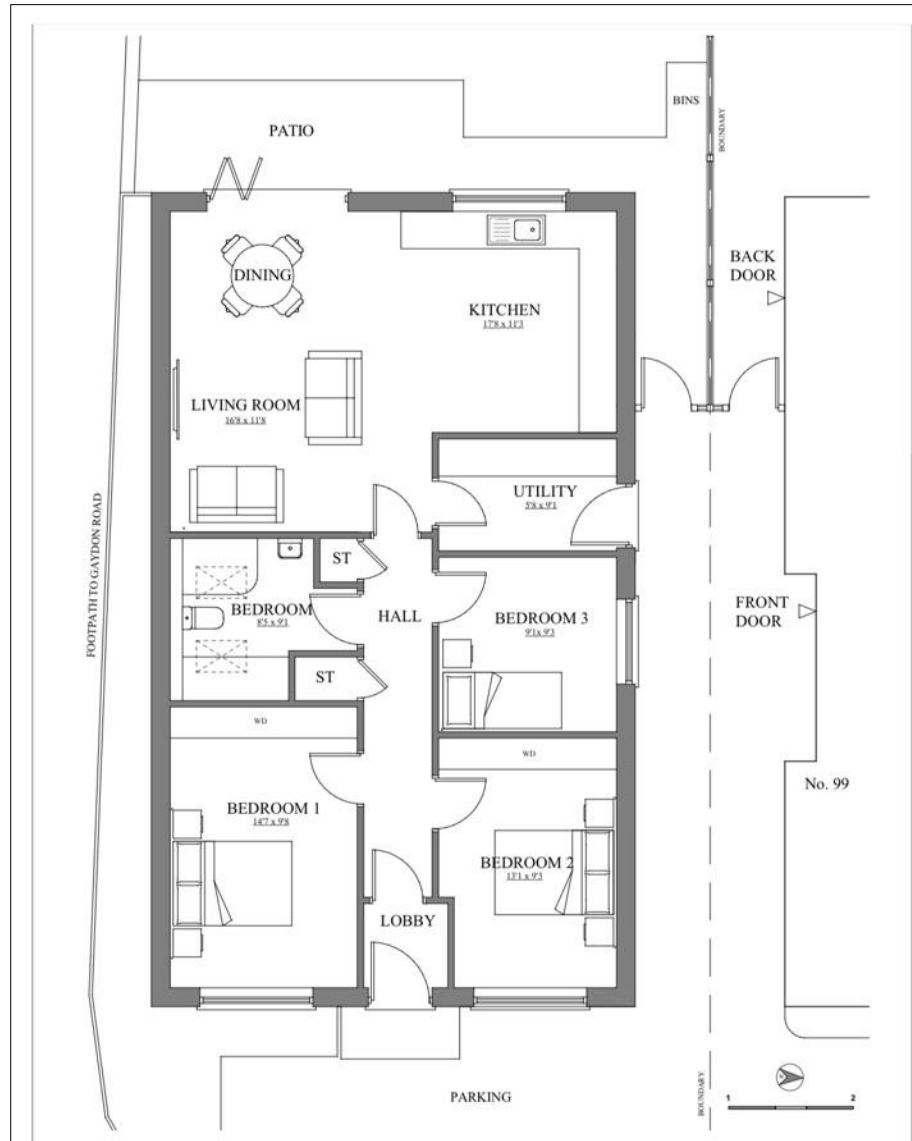 BINS
BOUNDARY
PATIO
BACK
DOOR
DINING
KITCHEN
17'8 x 11'3
LIVING ROOM
16'8 x 11'8
UTILITY
5'8 x 9'1
FOOTPATH TO GAYDON ROAD
ST
BEDROOM
8'5 x 9'1
HALL
BEDROOM 3
9'1x 9'3
FRONT
DOOR
ST
WD
WD
No. 99
BEDROOM 1
14'7 x 9'8
BEDROOM 2
13'1 x 9'3
LOBBY
PARKING
BOUNDARY
1 2